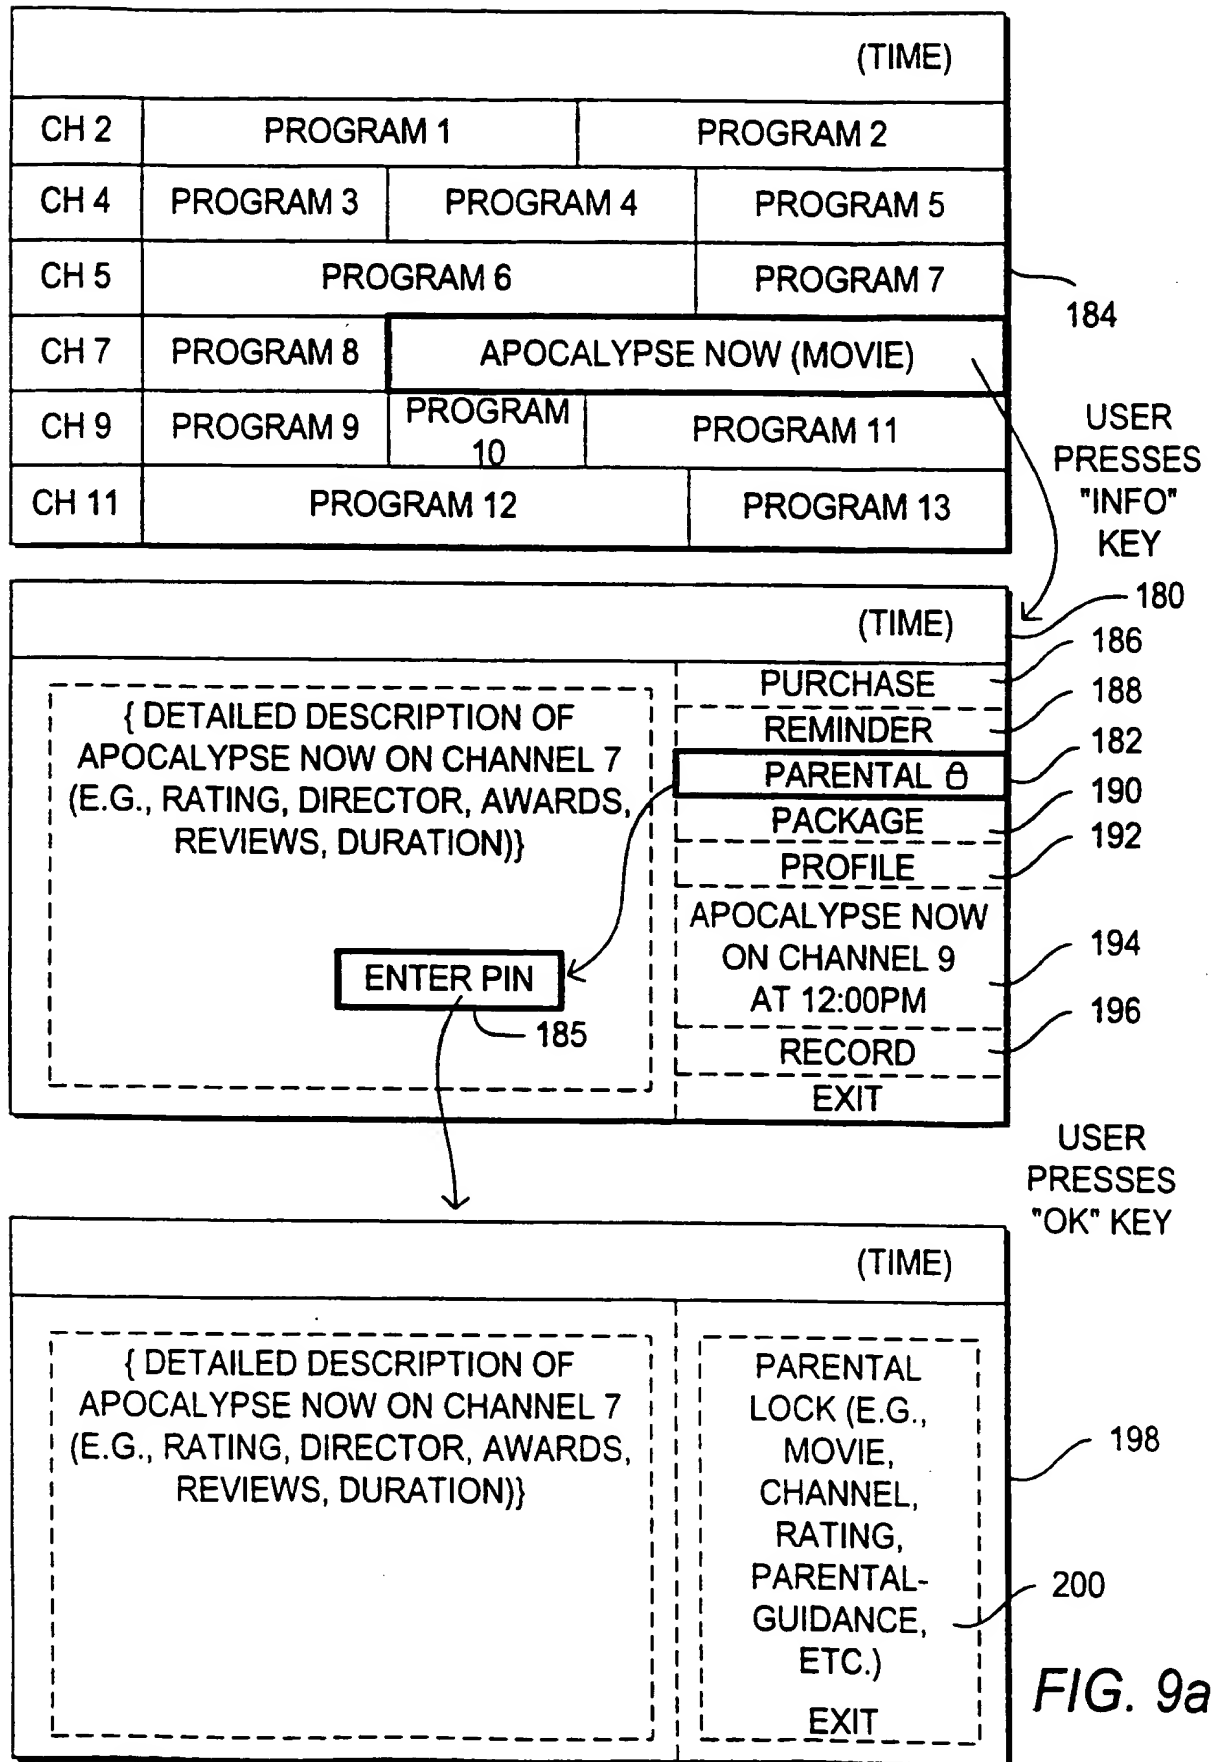 (TIME)
CH 2 PROGRAM 1 PROGRAM 2
CH 4 PROGRAM 3 PROGRAM 4 PROGRAM 5
CH 5 PROGRAM 6 PROGRAM 7
184
CH 7 PROGRAM 8 APOCALYPSE NOW (MOVIE)
CH 9 PROGRAM 9 PROGRAM
10 PROGRAM 11
CH 11 PROGRAM 12 PROGRAM 13
USER
PRESSES
"INFO"
KEY
(TIME)
180
{ DETAILED DESCRIPTION OF
APOCALYPSE NOW ON CHANNEL 7
(E.G., RATING, DIRECTOR, AWARDS,
REVIEWS, DURATION)}
ENTER PIN
185
PURCHASE
186
REMINDER
188
PARENTAL
182
PACKAGE
190
PROFILE
192
APOCALYPSE NOW
ON CHANNEL 9
AT 12:00PM
194
RECORD
196
EXIT
USER
PRESSES
"OK" KEY
(TIME)
{ DETAILED DESCRIPTION OF
APOCALYPSE NOW ON CHANNEL 7
(E.G., RATING, DIRECTOR, AWARDS,
REVIEWS, DURATION)}
PARENTAL
LOCK (E.G.,
MOVIE,
CHANNEL,
RATING,
PARENTAL-
GUIDANCE,
ETC.)
EXIT
198
200
FIG. 9a